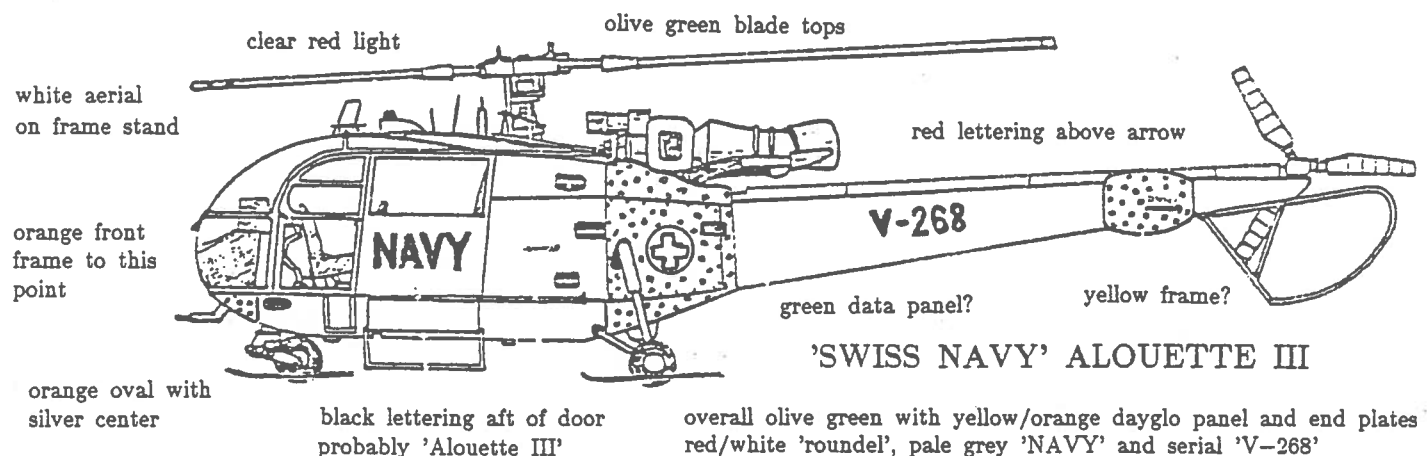 olive green blade tops
clear red light
white aerial
on frame stand
red lettering above arrow
orange front
frame to this
point
NAVY
V-268
green data panel?
yellow frame?
'SWISS NAVY' ALOUETTE III
orange oval with
silver center
black lettering aft of door
probably 'Alouette III'
overall olive green with yellow/orange dayglo panel and end plates
red/white 'roundel', pale grey 'NAVY' and serial 'V-268'